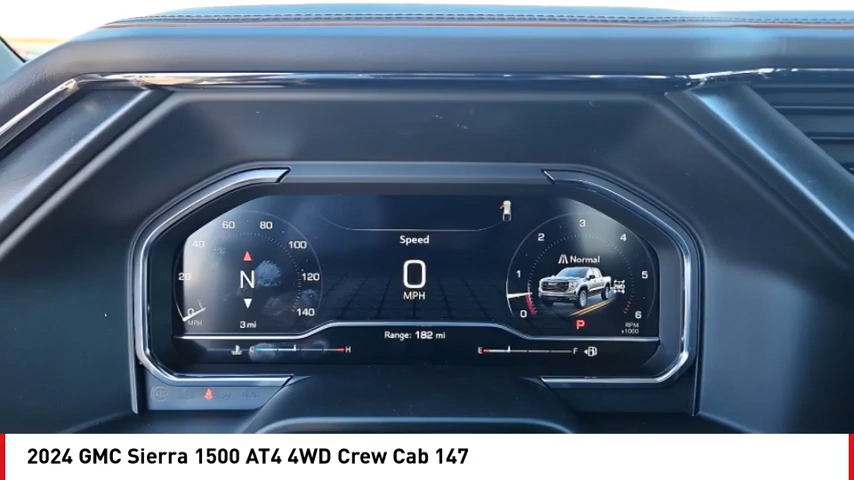 60 80
40 100
20 120
0 140
MPH
N
3 mi
Speed
0
MPH
3
2 4
1 5
0 6
Normal
P
RPM
x1000
Range: 182 mi
C H
E F
2024 GMC Sierra 1500 AT4 4WD Crew Cab 147